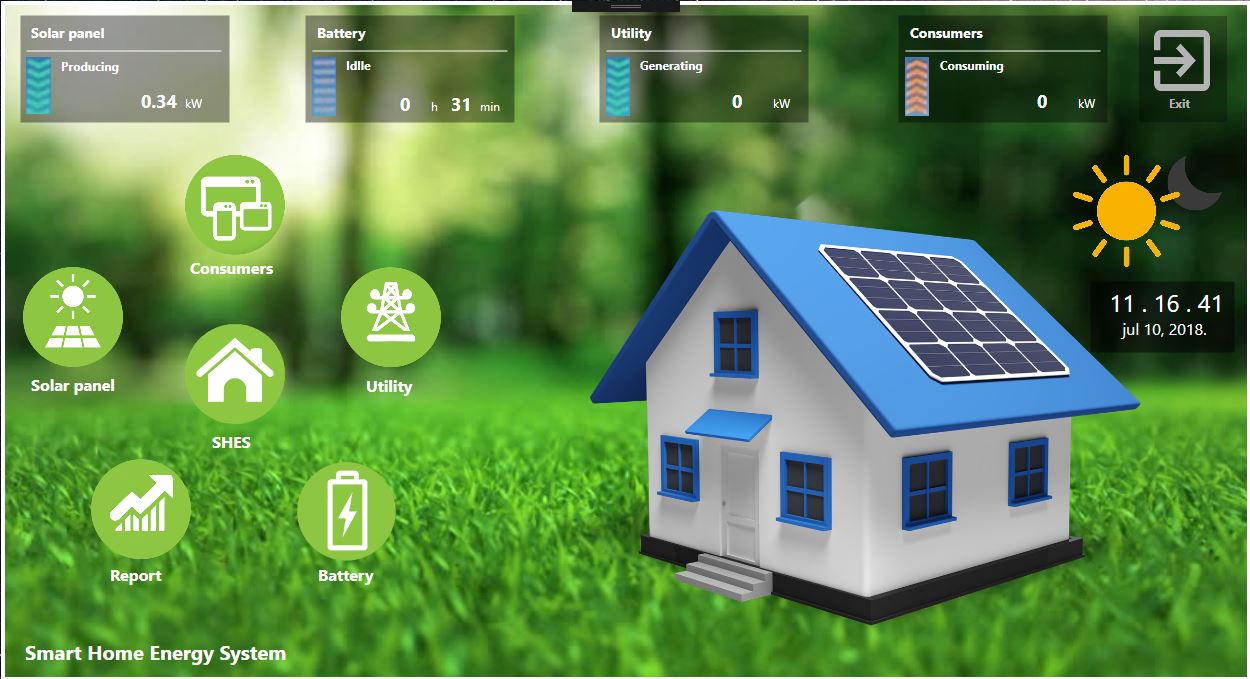 Solar panel
Producing
0.34 kW
Battery
Idlle
0 h 31 min
Utility
Generating
0 kW
Consumers
Consuming
0 kW
Exit
11 . 16 . 41
jul 10, 2018.
Consumers
Solar panel
Utility
SHES
Report
Battery
Smart Home Energy System